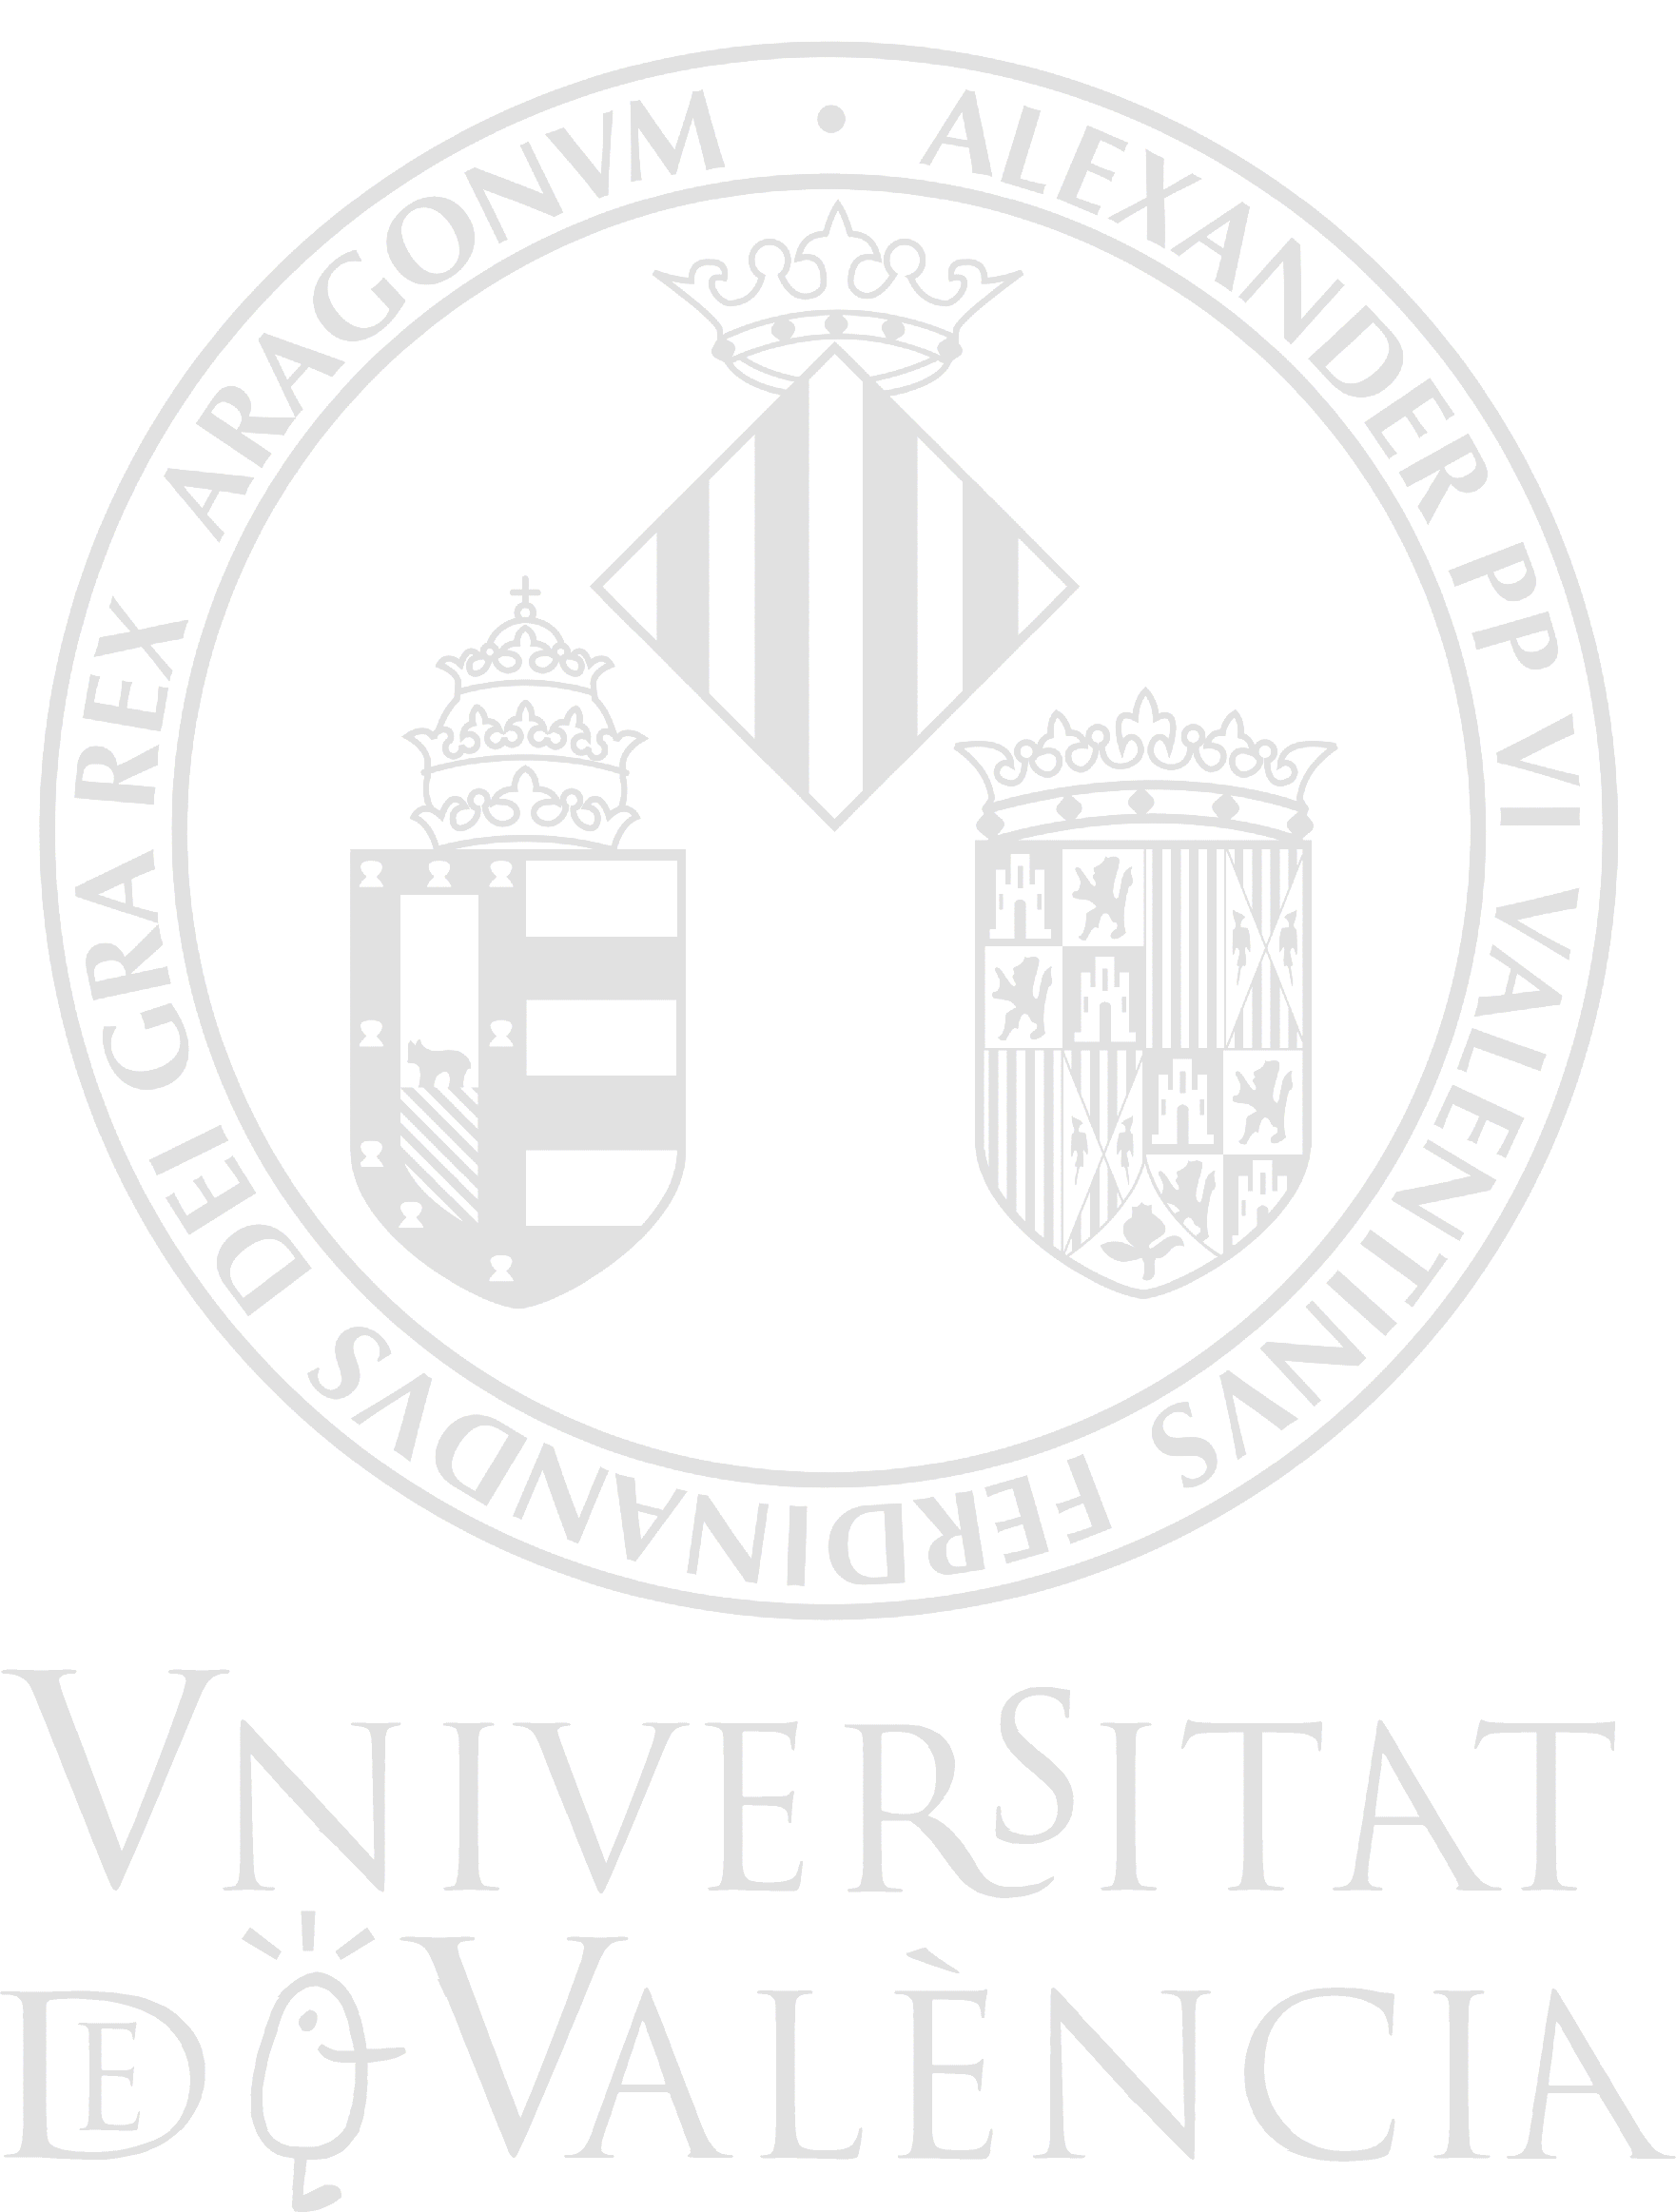 ALEXANDER PP VI VALENTINVS FERDINANDVS DEI GRA REX ARAGONVM •
VNIVERSITAT
DE VALÈNCIA